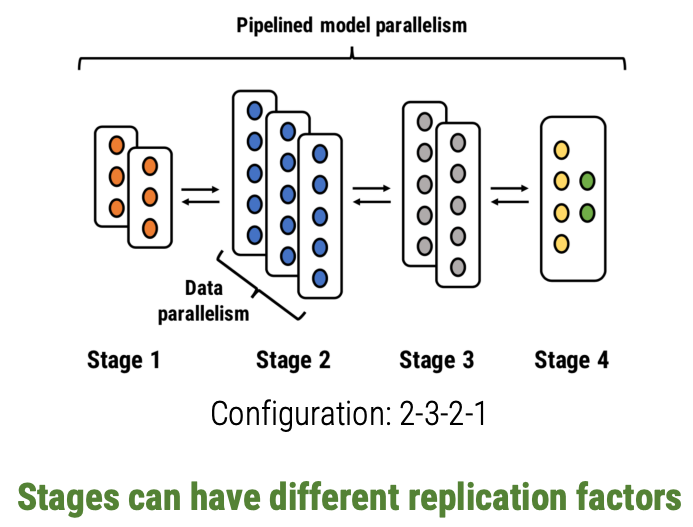 Pipelined model parallelism
Data
parallelism
Stage 1
Stage 2
Stage 3
Stage 4
Configuration: 2-3-2-1
Stages can have different replication factors